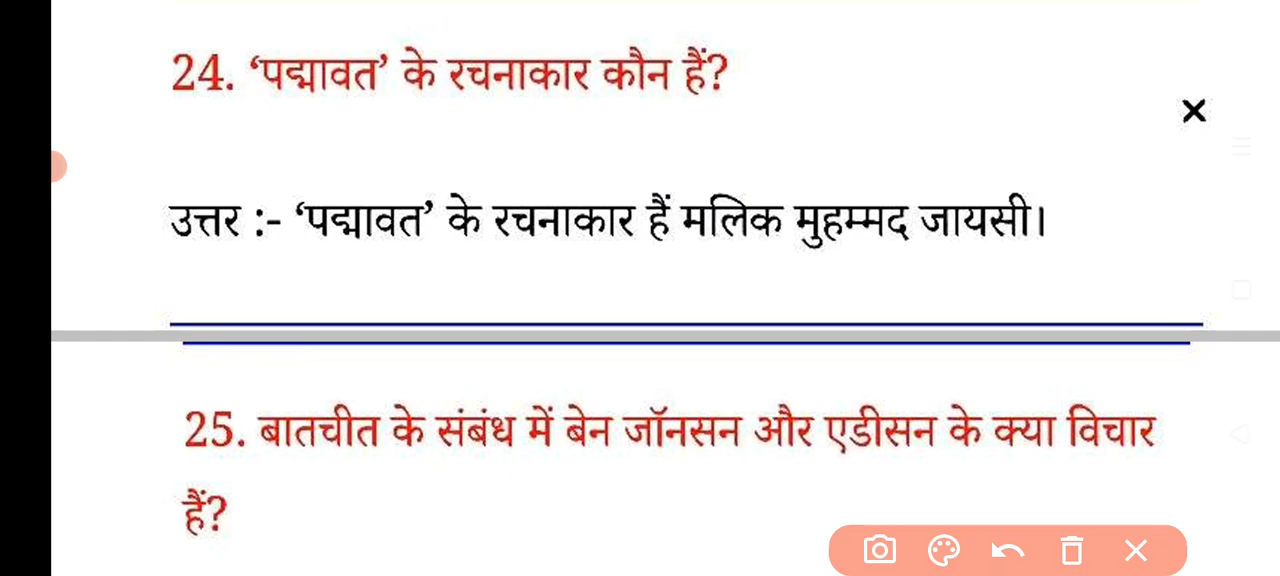 24. ‘पद्मावत’ के रचनाकार कौन हैं?
उत्तर :- ‘पद्मावत’ के रचनाकार हैं मलिक मुहम्मद जायसी।
25. बातचीत के संबंध में बेन जॉनसन और एडीसन के क्या विचार
हैं?